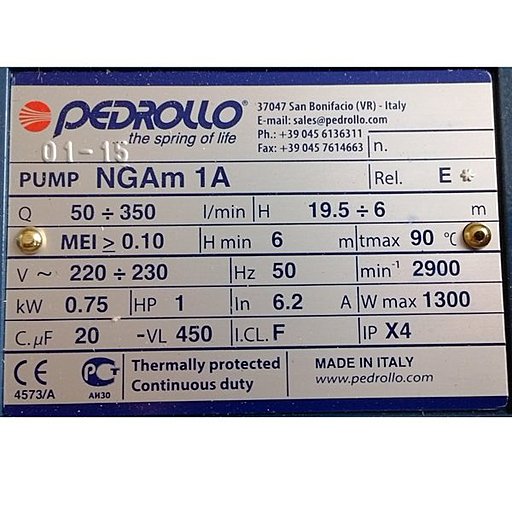 PEDROLLO®
the spring of life
37047 San Bonifacio (VR) - Italy
E-mail: sales@pedrollo.com
Ph.: +39 045 6136311
Fax: +39 045 7614663
n.
01-15
PUMP NGAm 1A Rel. E
Q 50 ÷ 350 l/min H 19.5 ÷ 6 m
MEI ≥ 0.10 H min 6 m tmax 90 °C
V ~ 220 ÷ 230 Hz 50 min⁻¹ 2900
kW 0.75 HP 1 In 6.2 A W max 1300
C. µF 20 -VL 450 I.CL. F IP X4
CE
4573/A
РСТ
АИ30
Thermally protected
Continuous duty
MADE IN ITALY
www.pedrollo.com